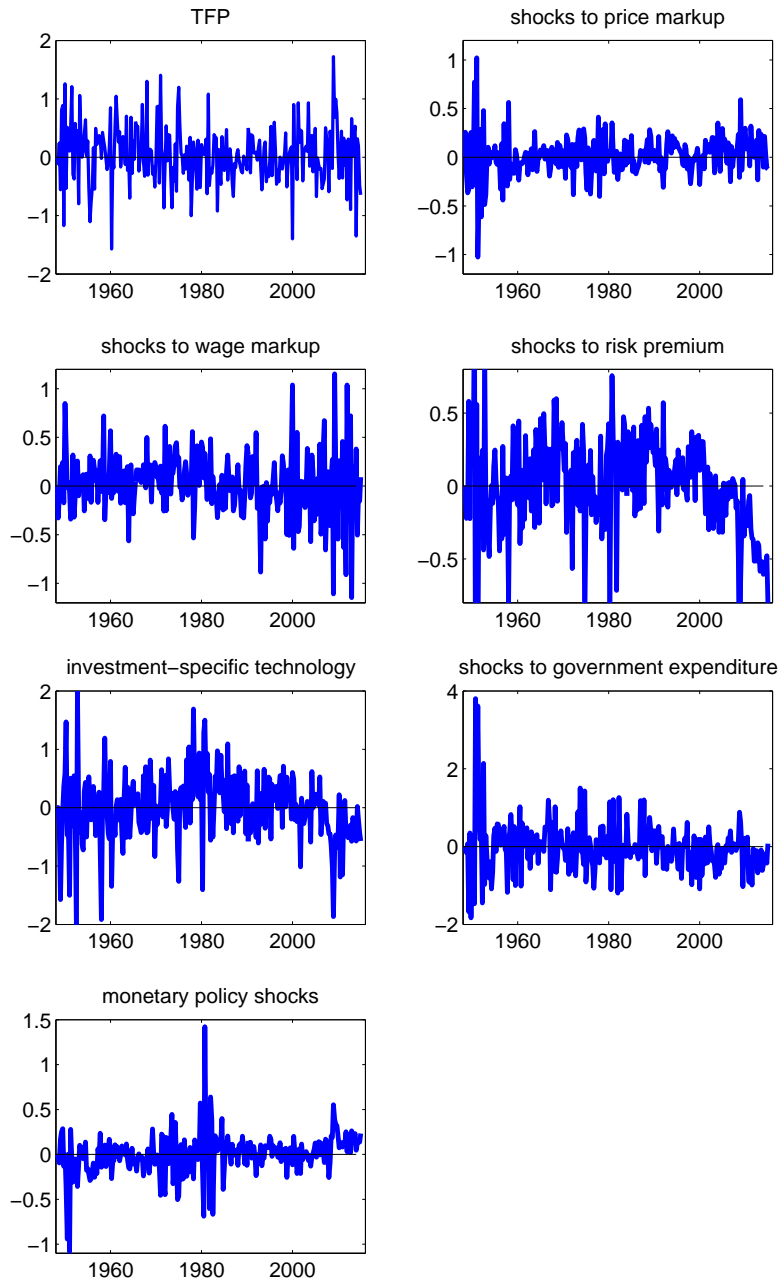 TFP
2
1
0
−1
−2
1960 1980 2000
shocks to price markup
1
0.5
0
−0.5
−1
1960 1980 2000
shocks to wage markup
1
0.5
0
−0.5
−1
1960 1980 2000
shocks to risk premium
0.5
0
−0.5
1960 1980 2000
investment−specific technology
2
1
0
−1
−2
1960 1980 2000
shocks to government expenditure
4
2
0
−2
1960 1980 2000
monetary policy shocks
1.5
1
0.5
0
−0.5
−1
1960 1980 2000